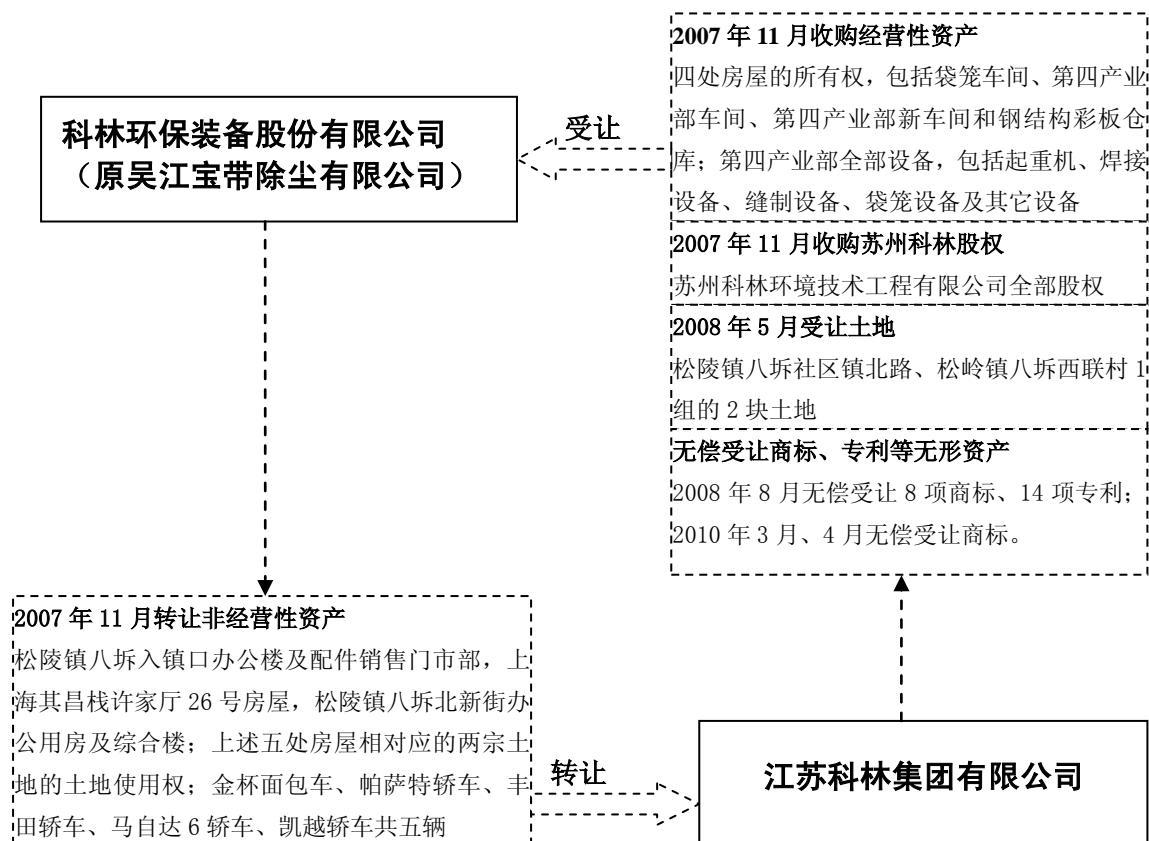 2007 年 11 月收购经营性资产
四处房屋的所有权，包括袋笼车间、第四产业
部车间、第四产业部新车间和钢结构彩板仓
库；第四产业部全部设备，包括起重机、焊接
设备、缝制设备、袋笼设备及其它设备
科林环保装备股份有限公司
（原吴江宝带除尘有限公司）
受让
2007 年 11 月收购苏州科林股权
苏州科林环境技术工程有限公司全部股权
2008 年 5 月受让土地
松陵镇八坼社区镇北路、松岭镇八坼西联村 1
组的 2 块土地
无偿受让商标、专利等无形资产
2008 年 8 月无偿受让 8 项商标、14 项专利；
2010 年 3 月、4 月无偿受让商标。
2007 年 11 月转让非经营性资产
松陵镇八坼入镇口办公楼及配件销售门市部，上
海其昌栈许家厅 26 号房屋，松陵镇八坼北新街办
公用房及综合楼；上述五处房屋相对应的两宗土
地的土地使用权；金杯面包车、帕萨特轿车、丰
田轿车、马自达 6 轿车、凯越轿车共五辆
转让
江苏科林集团有限公司